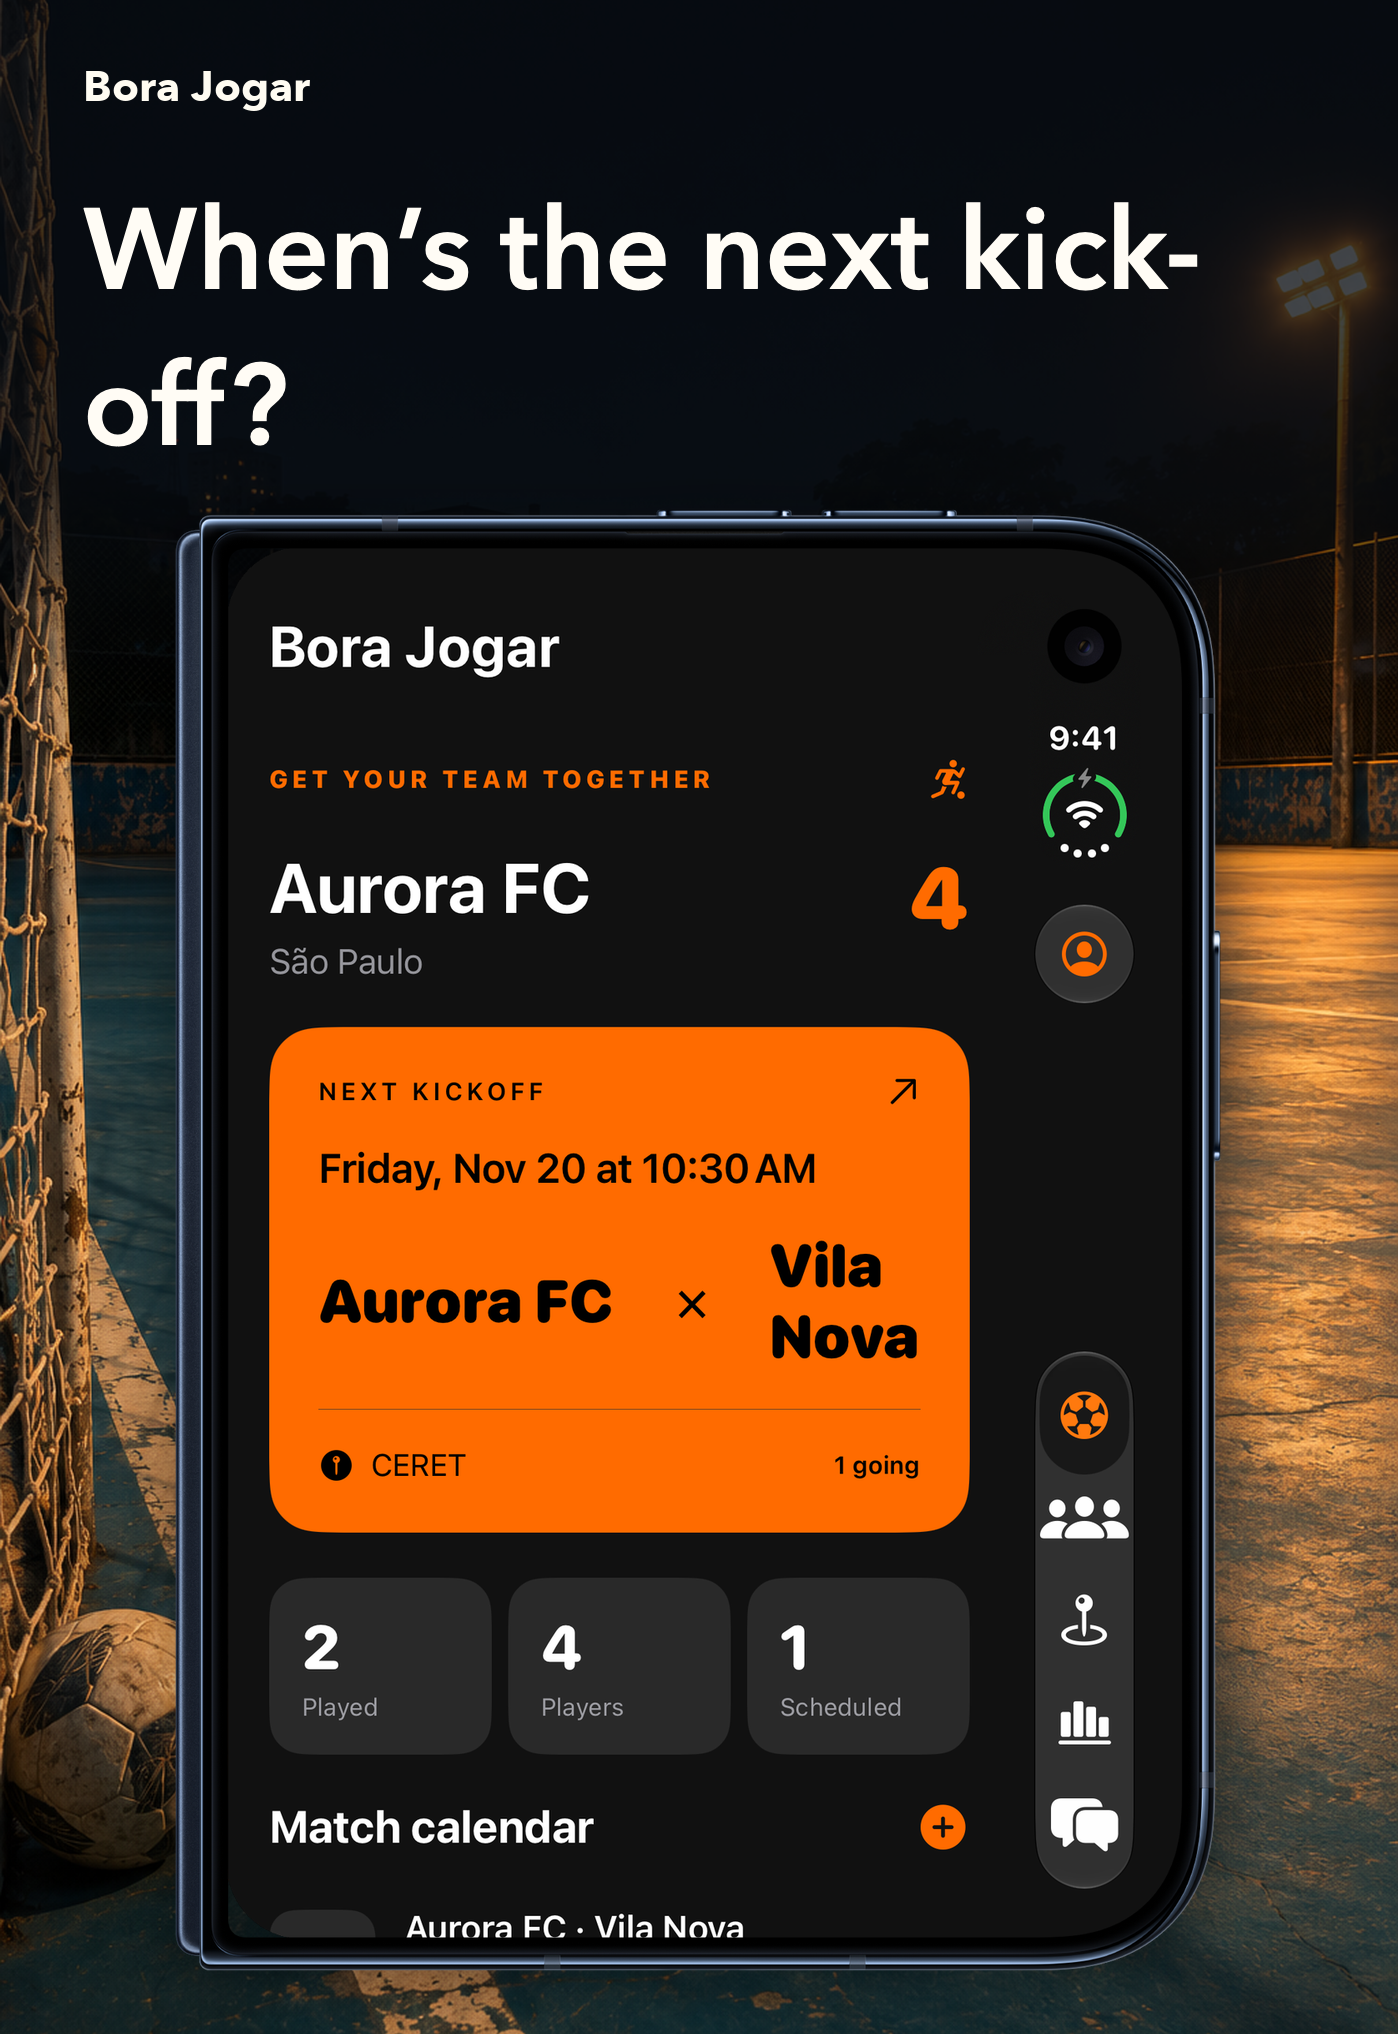 Bora Jogar
When’s the next kick-
off?
Bora Jogar
9:41
GET YOUR TEAM TOGETHER
Aurora FC
4
São Paulo
NEXT KICKOFF
Friday, Nov 20 at 10:30 AM
Aurora FC × Vila
Nova
CERET
1 going
2
Played
4
Players
1
Scheduled
Match calendar
Aurora FC · Vila Nova